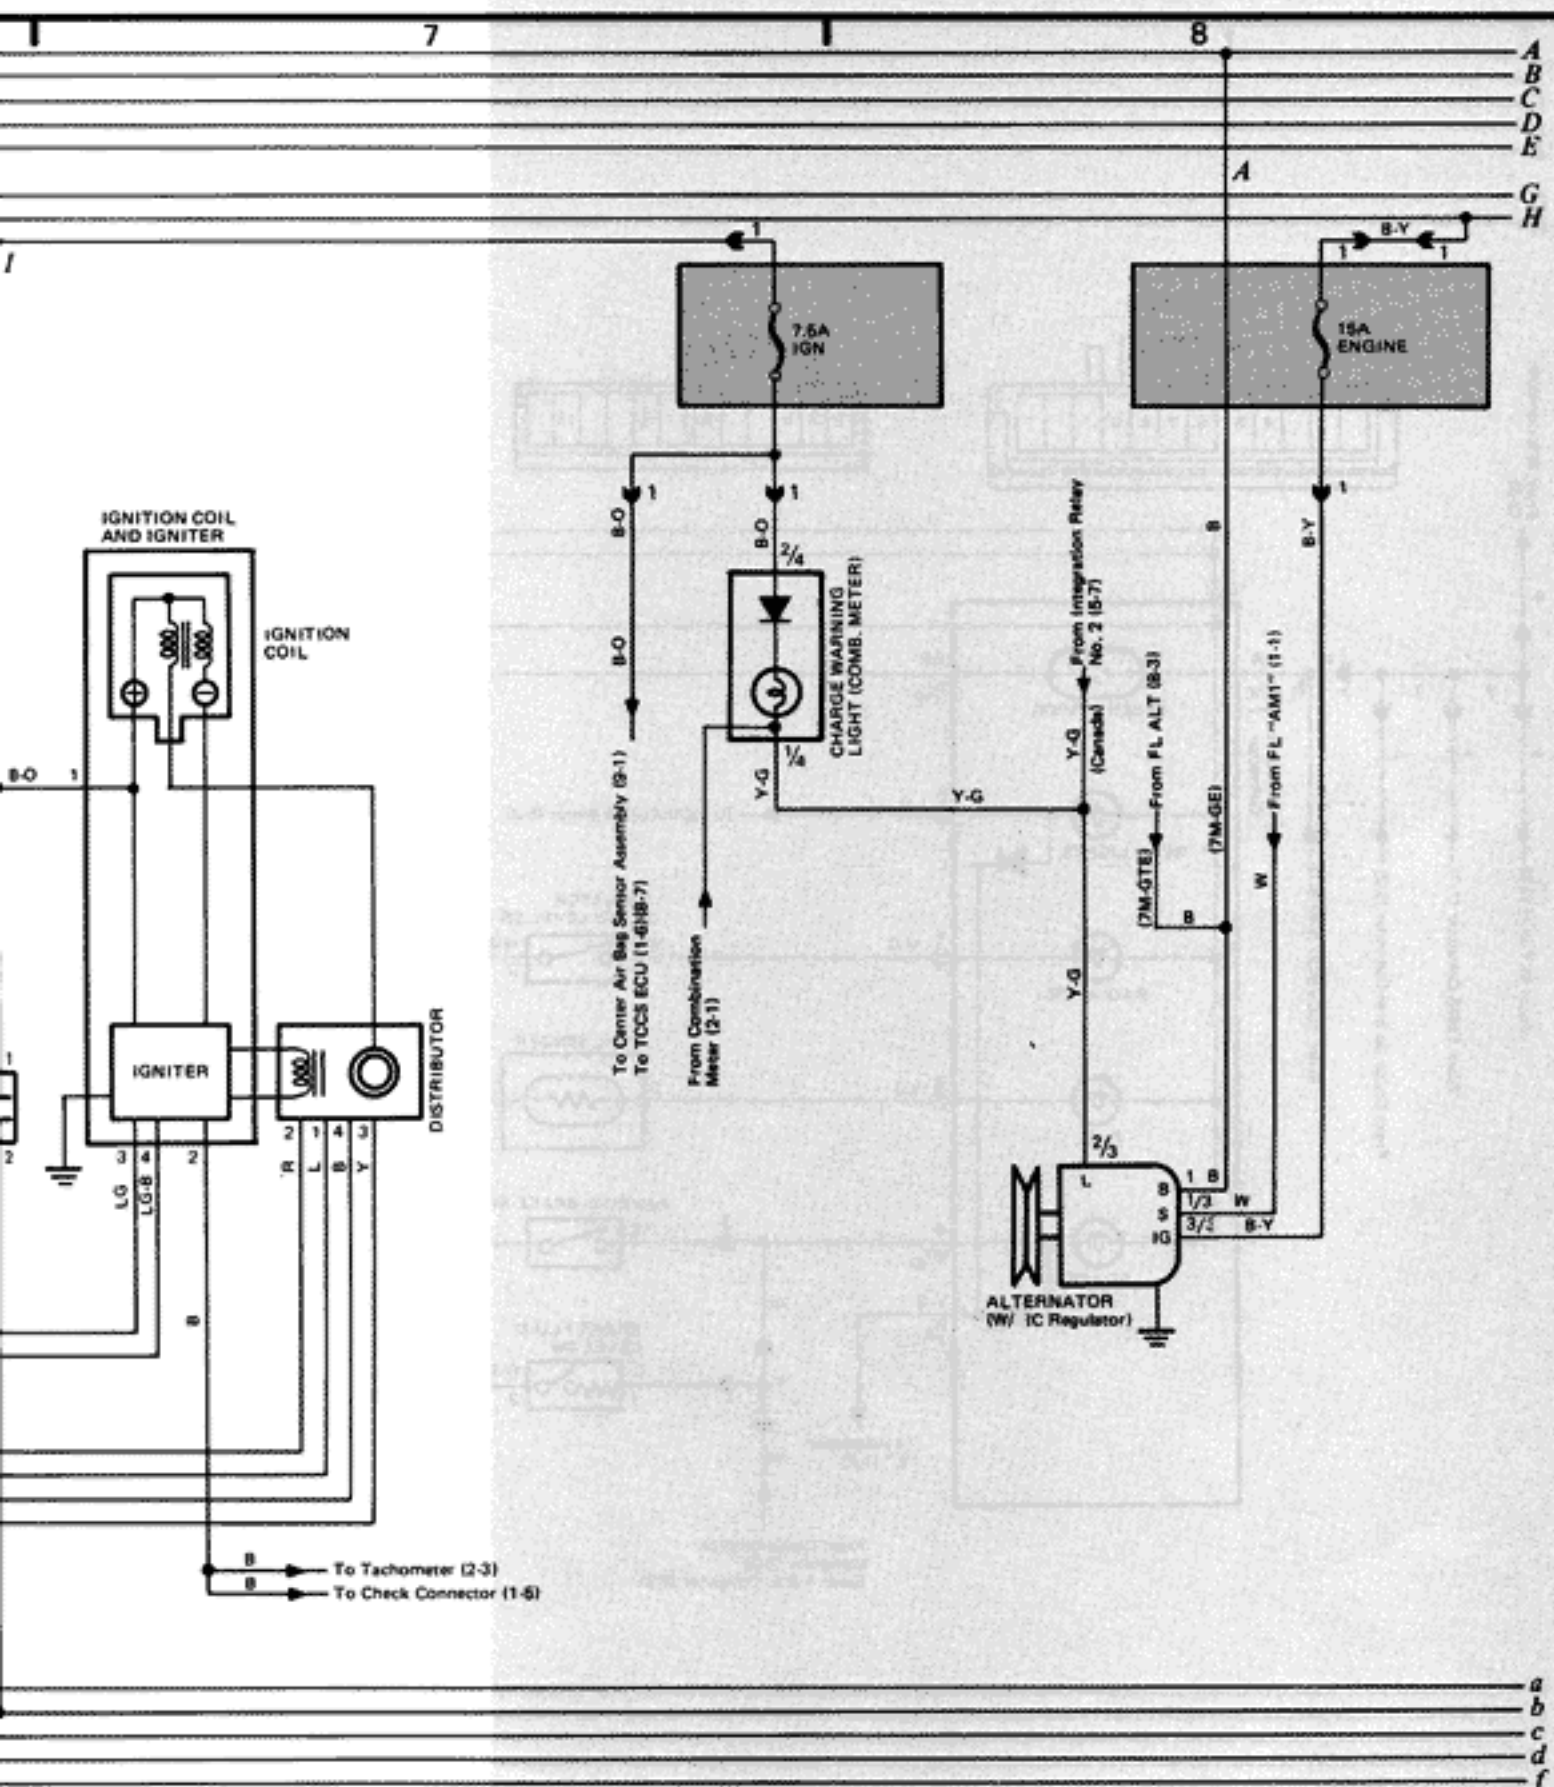 7
8
A
B
C
D
E
A
G
H
I
1
B-Y
1
1
7.5A
IGN
15A
ENGINE
1
1
1
B-O
B-O
B-O
2/4
CHARGE WARNING
LIGHT (COMB. METER)
1/4
Y-G
Y-G
From Integration Relay
No. 2 (5-7)
Y-G
(Canada)
From FL ALT (8-3)
(7M-GTE)
B
B
(7M-GE)
From FL "AM1" (1-1)
W
B-Y
IGNITION COIL
AND IGNITER
IGNITION
COIL
B-O
1
To Center Air Bag Sensor Assembly (9-1)
To TCCS ECU (1-6)(8-7)
From Combination
Meter (2-1)
Y-G
IGNITER
DISTRIBUTOR
1
2
3
4
2
2
1
4
3
LG
LG-B
R
L
B
Y
B
2/3
L
B
S
IG
1
B
1/3
W
B-Y
ALTERNATOR
(W/ IC Regulator)
B
To Tachometer (2-3)
B
To Check Connector (1-5)
a
b
c
d
f